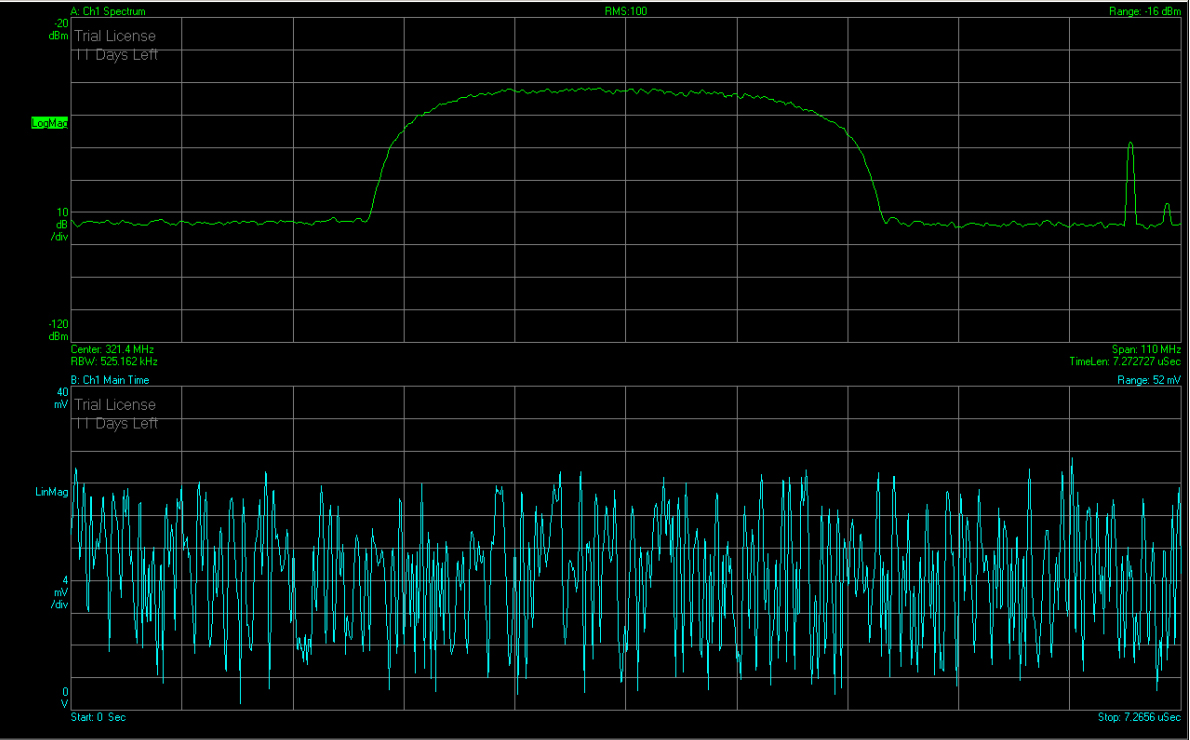 A: Ch1 Spectrum RMS:100 Range: -16 dBm
-20
dBm
Trial License
11 Days Left
LogMag
10
dB
/div
-120
dBm
Center: 321.4 MHz Span: 110 MHz
RBW: 525.162 kHz TimeLen: 7.272727 uSec
B: Ch1 Main Time Range: 52 mV
40
mV
Trial License
11 Days Left
LinMag
4
mV
/div
0
V
Start: 0 Sec Stop: 7.2656 uSec